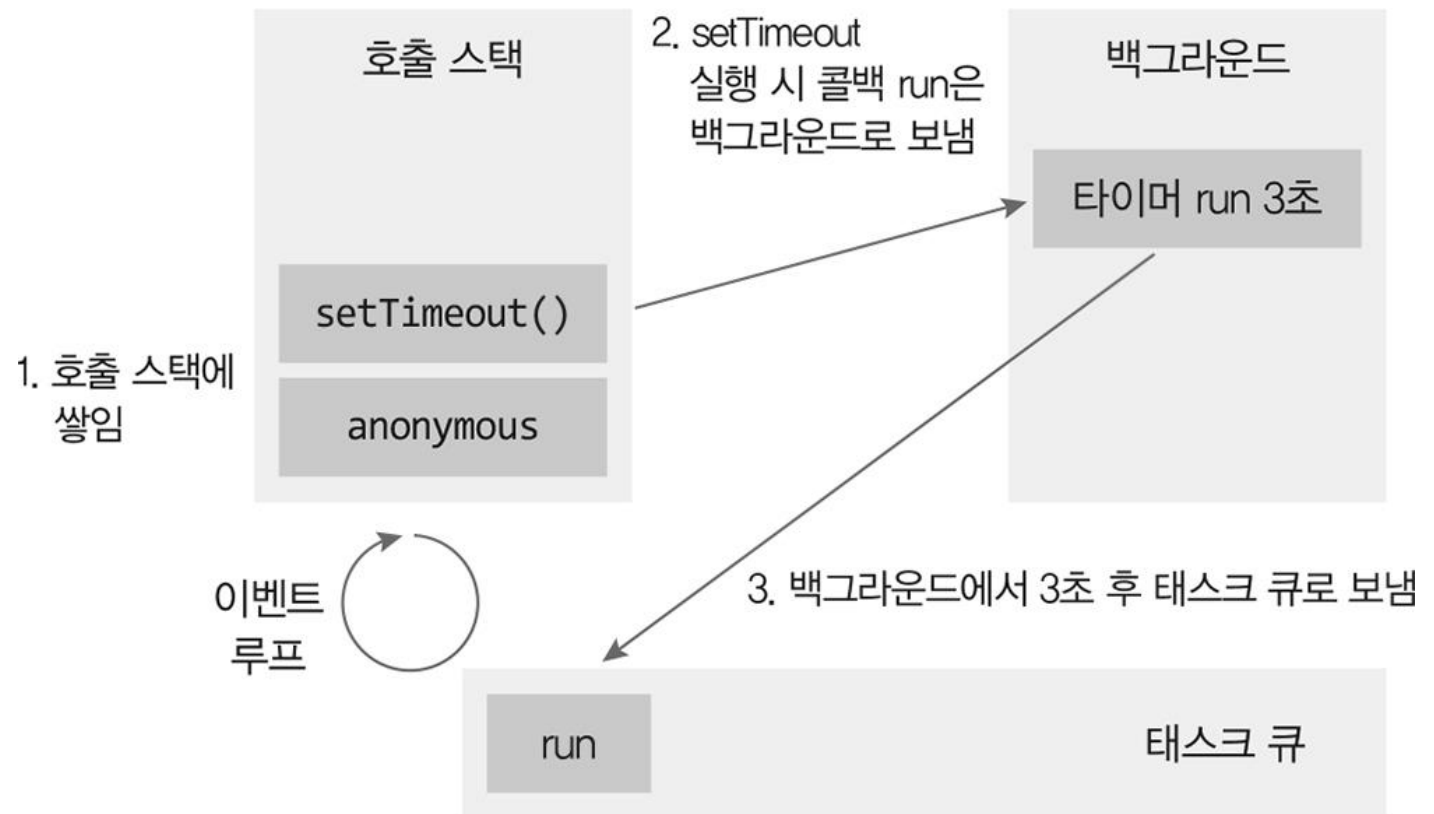 호출 스택
2. setTimeout
실행 시 콜백 run은
백그라운드로 보냄
백그라운드
타이머 run 3초
setTimeout()
1. 호출 스택에
쌓임
anonymous
이벤트
루프
3. 백그라운드에서 3초 후 태스크 큐로 보냄
run
태스크 큐